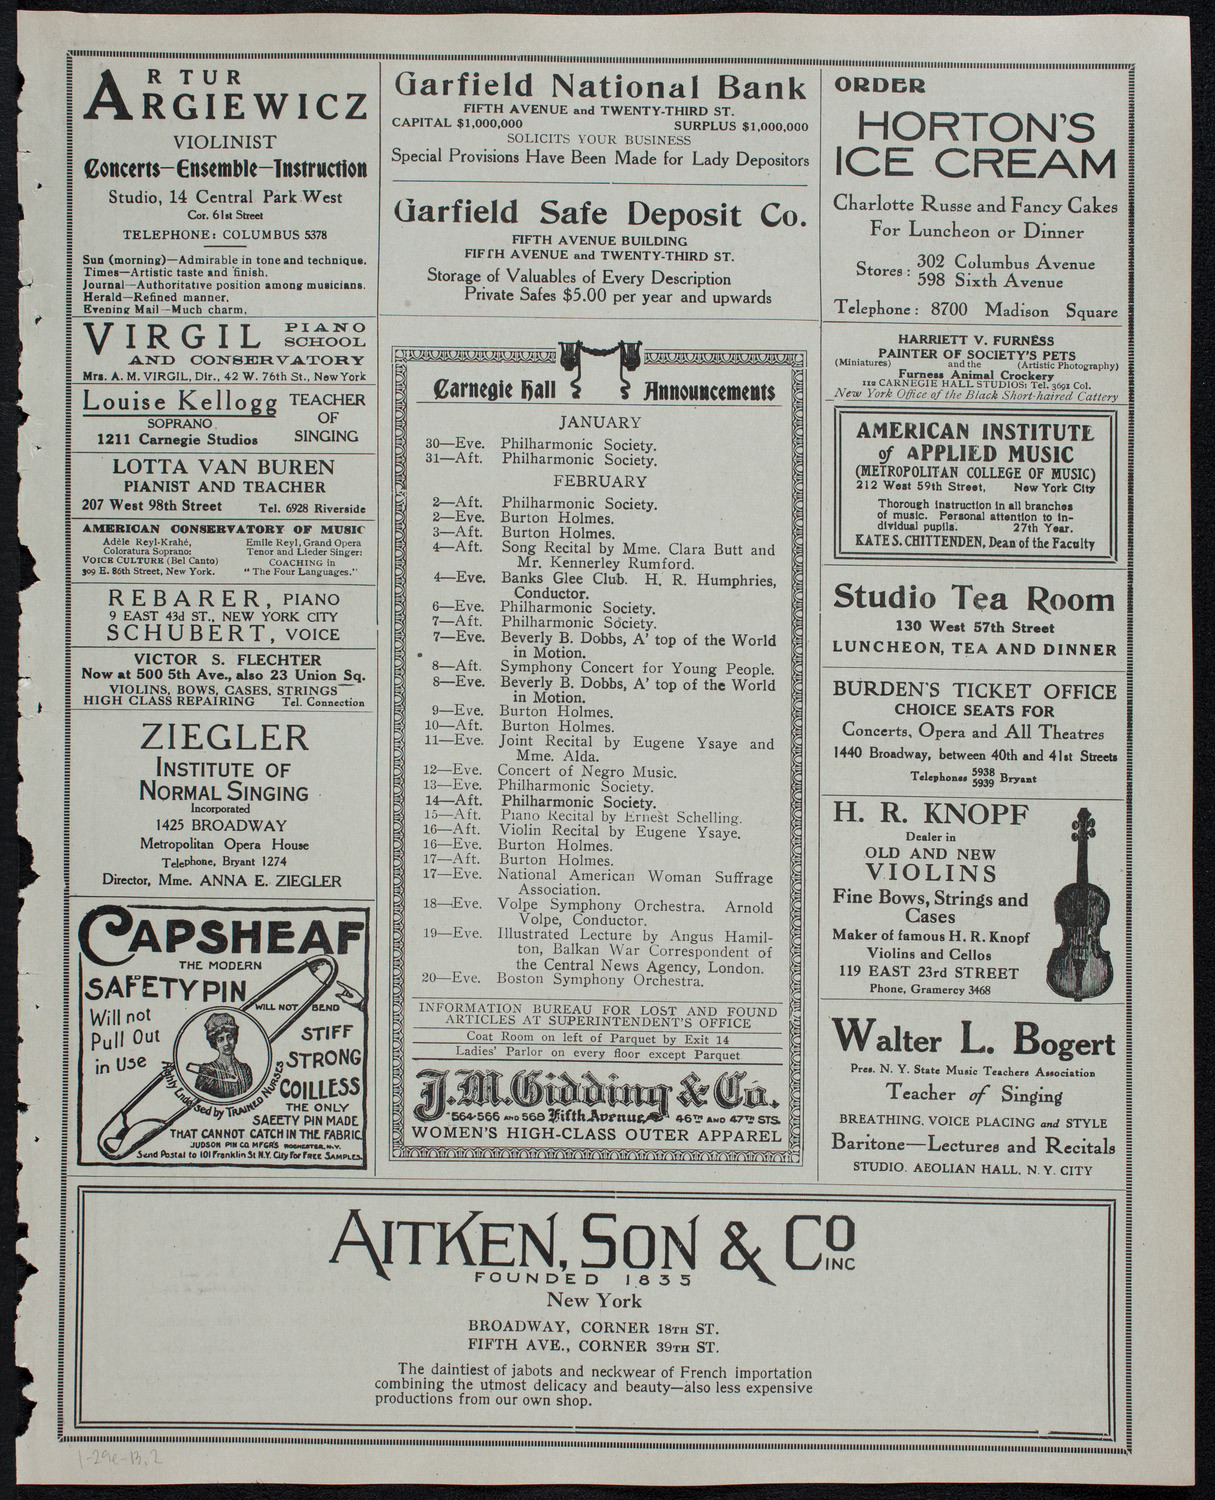 ARTUR
ARGIEWICZ
VIOLINIST
Concerts—Ensemble—Instruction
Studio, 14 Central Park West
Cor. 61st Street
TELEPHONE: COLUMBUS 5378
Sun (morning)—Admirable in tone and technique.
Times—Artistic taste and finish.
Journal—Authoritative position among musicians.
Herald—Refined manner.
Evening Mail—Much charm.
VIRGIL PIANO
SCHOOL
AND CONSERVATORY
Mrs. A. M. VIRGIL, Dir., 42 W. 76th St., New York
Louise Kellogg TEACHER
OF
SINGING
SOPRANO.
1211 Carnegie Studios
LOTTA VAN BUREN
PIANIST AND TEACHER
207 West 98th Street Tel. 6928 Riverside
AMERICAN CONSERVATORY OF MUSIC
Adèle Reyl-Krahé,
Coloratura Soprano:
VOICE CULTURE (Bel Canto)
309 E. 86th Street, New York.
Emile Reyl, Grand Opera
Tenor and Lieder Singer:
COACHING in
"The Four Languages."
REBARER, PIANO
9 EAST 43d ST., NEW YORK CITY
SCHUBERT, VOICE
VICTOR S. FLECHTER
Now at 500 5th Ave., also 23 Union Sq.
VIOLINS, BOWS, CASES, STRINGS
HIGH CLASS REPAIRING Tel. Connection
ZIEGLER
INSTITUTE OF
NORMAL SINGING
Incorporated
1425 BROADWAY
Metropolitan Opera House
Telephone, Bryant 1274
Director, Mme. ANNA E. ZIEGLER
CAPSHEAF
THE MODERN
SAFETY PIN
WILL NOT BEND
Will not
Pull Out
in Use
STIFF
STRONG
COILLESS
Highly Endorsed by TRAINED NURSES
THE ONLY
SAFETY PIN MADE
THAT CANNOT CATCH IN THE FABRIC.
JUDSON PIN CO. MFGRS ROCHESTER, N.Y.
Send Postal to 101 Franklin St. N.Y. City For FREE SAMPLES.
Garfield National Bank
FIFTH AVENUE and TWENTY-THIRD ST.
CAPITAL $1,000,000 SURPLUS $1,000,000
SOLICITS YOUR BUSINESS
Special Provisions Have Been Made for Lady Depositors
Garfield Safe Deposit Co.
FIFTH AVENUE BUILDING
FIFTH AVENUE and TWENTY-THIRD ST.
Storage of Valuables of Every Description
Private Safes $5.00 per year and upwards
Carnegie Hall Announcements
JANUARY
30—Eve. Philharmonic Society.
31—Aft. Philharmonic Society.
FEBRUARY
2—Aft. Philharmonic Society.
2—Eve. Burton Holmes.
3—Aft. Burton Holmes.
4—Aft. Song Recital by Mme. Clara Butt and
Mr. Kennerley Rumford.
4—Eve. Banks Glee Club. H. R. Humphries,
Conductor.
6—Eve. Philharmonic Society.
7—Aft. Philharmonic Society.
7—Eve. Beverly B. Dobbs, A' top of the World
in Motion.
8—Aft. Symphony Concert for Young People.
8—Eve. Beverly B. Dobbs, A' top of the World
in Motion.
9—Eve. Burton Holmes.
10—Aft. Burton Holmes.
11—Eve. Joint Recital by Eugene Ysaye and
Mme. Alda.
12—Eve. Concert of Negro Music.
13—Eve. Philharmonic Society.
14—Aft. Philharmonic Society.
15—Aft. Piano Recital by Ernest Schelling.
16—Aft. Violin Recital by Eugene Ysaye.
16—Eve. Burton Holmes.
17—Aft. Burton Holmes.
17—Eve. National American Woman Suffrage
Association.
18—Eve. Volpe Symphony Orchestra. Arnold
Volpe, Conductor.
19—Eve. Illustrated Lecture by Angus Hamil-
ton, Balkan War Correspondent of
the Central News Agency, London.
20—Eve. Boston Symphony Orchestra.
INFORMATION BUREAU FOR LOST AND FOUND
ARTICLES AT SUPERINTENDENT'S OFFICE
Coat Room on left of Parquet by Exit 14
Ladies' Parlor on every floor except Parquet
J.M. Gidding & Co.
564-566 AND 568 Fifth Avenue 46TH AND 47TH STS.
WOMEN'S HIGH-CLASS OUTER APPAREL
ORDER
HORTON'S
ICE CREAM
Charlotte Russe and Fancy Cakes
For Luncheon or Dinner
Stores: 302 Columbus Avenue
598 Sixth Avenue
Telephone: 8700 Madison Square
HARRIETT V. FURNESS
PAINTER OF SOCIETY'S PETS
(Miniatures) and the (Artistic Photography)
Furness Animal Crockery
112 CARNEGIE HALL STUDIOS: Tel. 3691 Col.
New York Office of the Black Short-haired Cattery
AMERICAN INSTITUTE
of APPLIED MUSIC
(METROPOLITAN COLLEGE OF MUSIC)
212 West 59th Street, New York City
Thorough instruction in all branches
of music. Personal attention to in-
dividual pupils. 27th Year.
KATE S. CHITTENDEN, Dean of the Faculty
Studio Tea Room
130 West 57th Street
LUNCHEON, TEA AND DINNER
BURDEN'S TICKET OFFICE
CHOICE SEATS FOR
Concerts, Opera and All Theatres
1440 Broadway, between 40th and 41st Streets
Telephones 5938
5939 Bryant
H. R. KNOPF
Dealer in
OLD AND NEW
VIOLINS
Fine Bows, Strings and
Cases
Maker of famous H. R. Knopf
Violins and Cellos
119 EAST 23rd STREET
Phone, Gramercy 3468
Walter L. Bogert
Pres. N. Y. State Music Teachers Association
Teacher of Singing
BREATHING, VOICE PLACING and STYLE
Baritone—Lectures and Recitals
STUDIO, AEOLIAN HALL, N. Y. CITY
AITKEN, SON & CO INC
FOUNDED 1835
New York
BROADWAY, CORNER 18TH ST.
FIFTH AVE., CORNER 39TH ST.
The daintiest of jabots and neckwear of French importation
combining the utmost delicacy and beauty—also less expensive
productions from our own shop.
1-29e-13.2